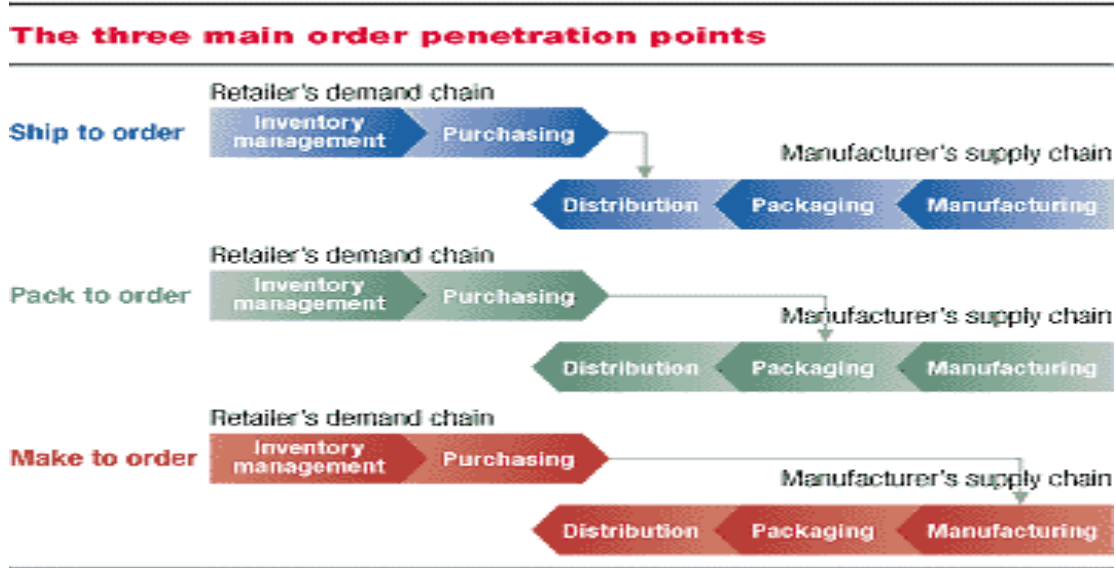 The three main order penetration points
Retailer's demand chain
Ship to order
Inventory
management
Purchasing
Manufacturer's supply chain
Distribution
Packaging
Manufacturing
Retailer's demand chain
Pack to order
Inventory
management
Purchasing
Manufacturer's supply chain
Distribution
Packaging
Manufacturing
Retailer's demand chain
Make to order
Inventory
management
Purchasing
Manufacturer's supply chain
Distribution
Packaging
Manufacturing